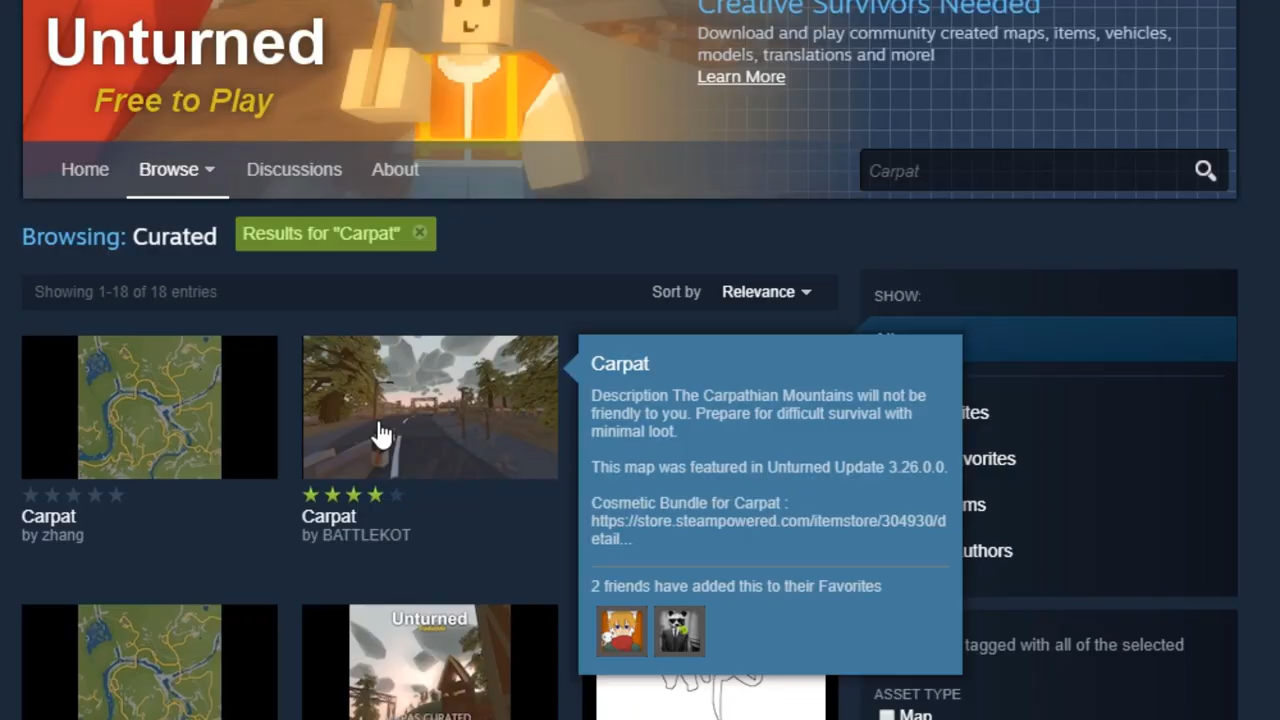 Creative Survivors Needed
Unturned
Free to Play
Download and play community created maps, items, vehicles,
models, translations and more!
Learn More
Home
Browse
Discussions
About
Carpat
Browsing: Curated
Results for "Carpat"
Showing 1-18 of 18 entries
Sort by
Relevance
SHOW:
Carpat
by zhang
Carpat
by BATTLEKOT
Carpat
Description The Carpathian Mountains will not be
friendly to you. Prepare for difficult survival with
minimal loot.
This map was featured in Unturned Update 3.26.0.0.
Cosmetic Bundle for Carpat :
https://store.steampowered.com/itemstore/304930/d
etail...
2 friends have added this to their Favorites
ites
vorites
ms
uthors
tagged with all of the selected
ASSET TYPE
Map
Unturned